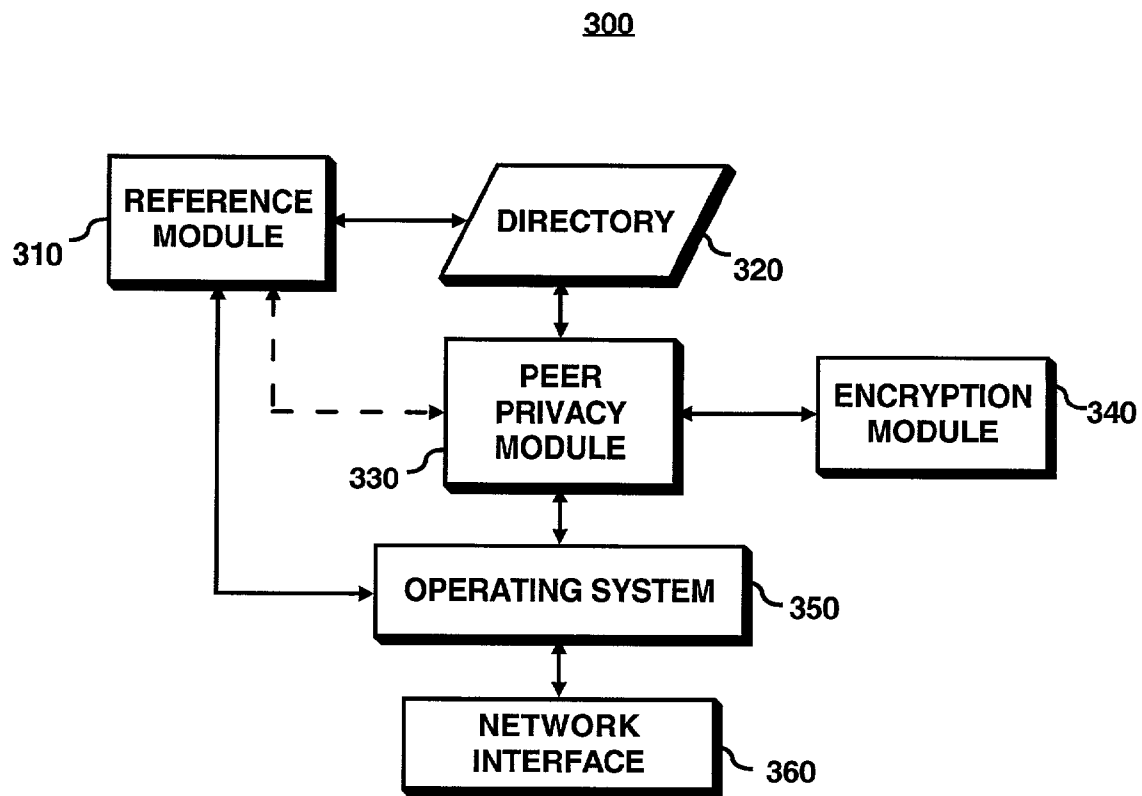 300
REFERENCE
MODULE
310
DIRECTORY
320
PEER
PRIVACY
MODULE
330
ENCRYPTION
MODULE
340
OPERATING SYSTEM
350
NETWORK
INTERFACE
360